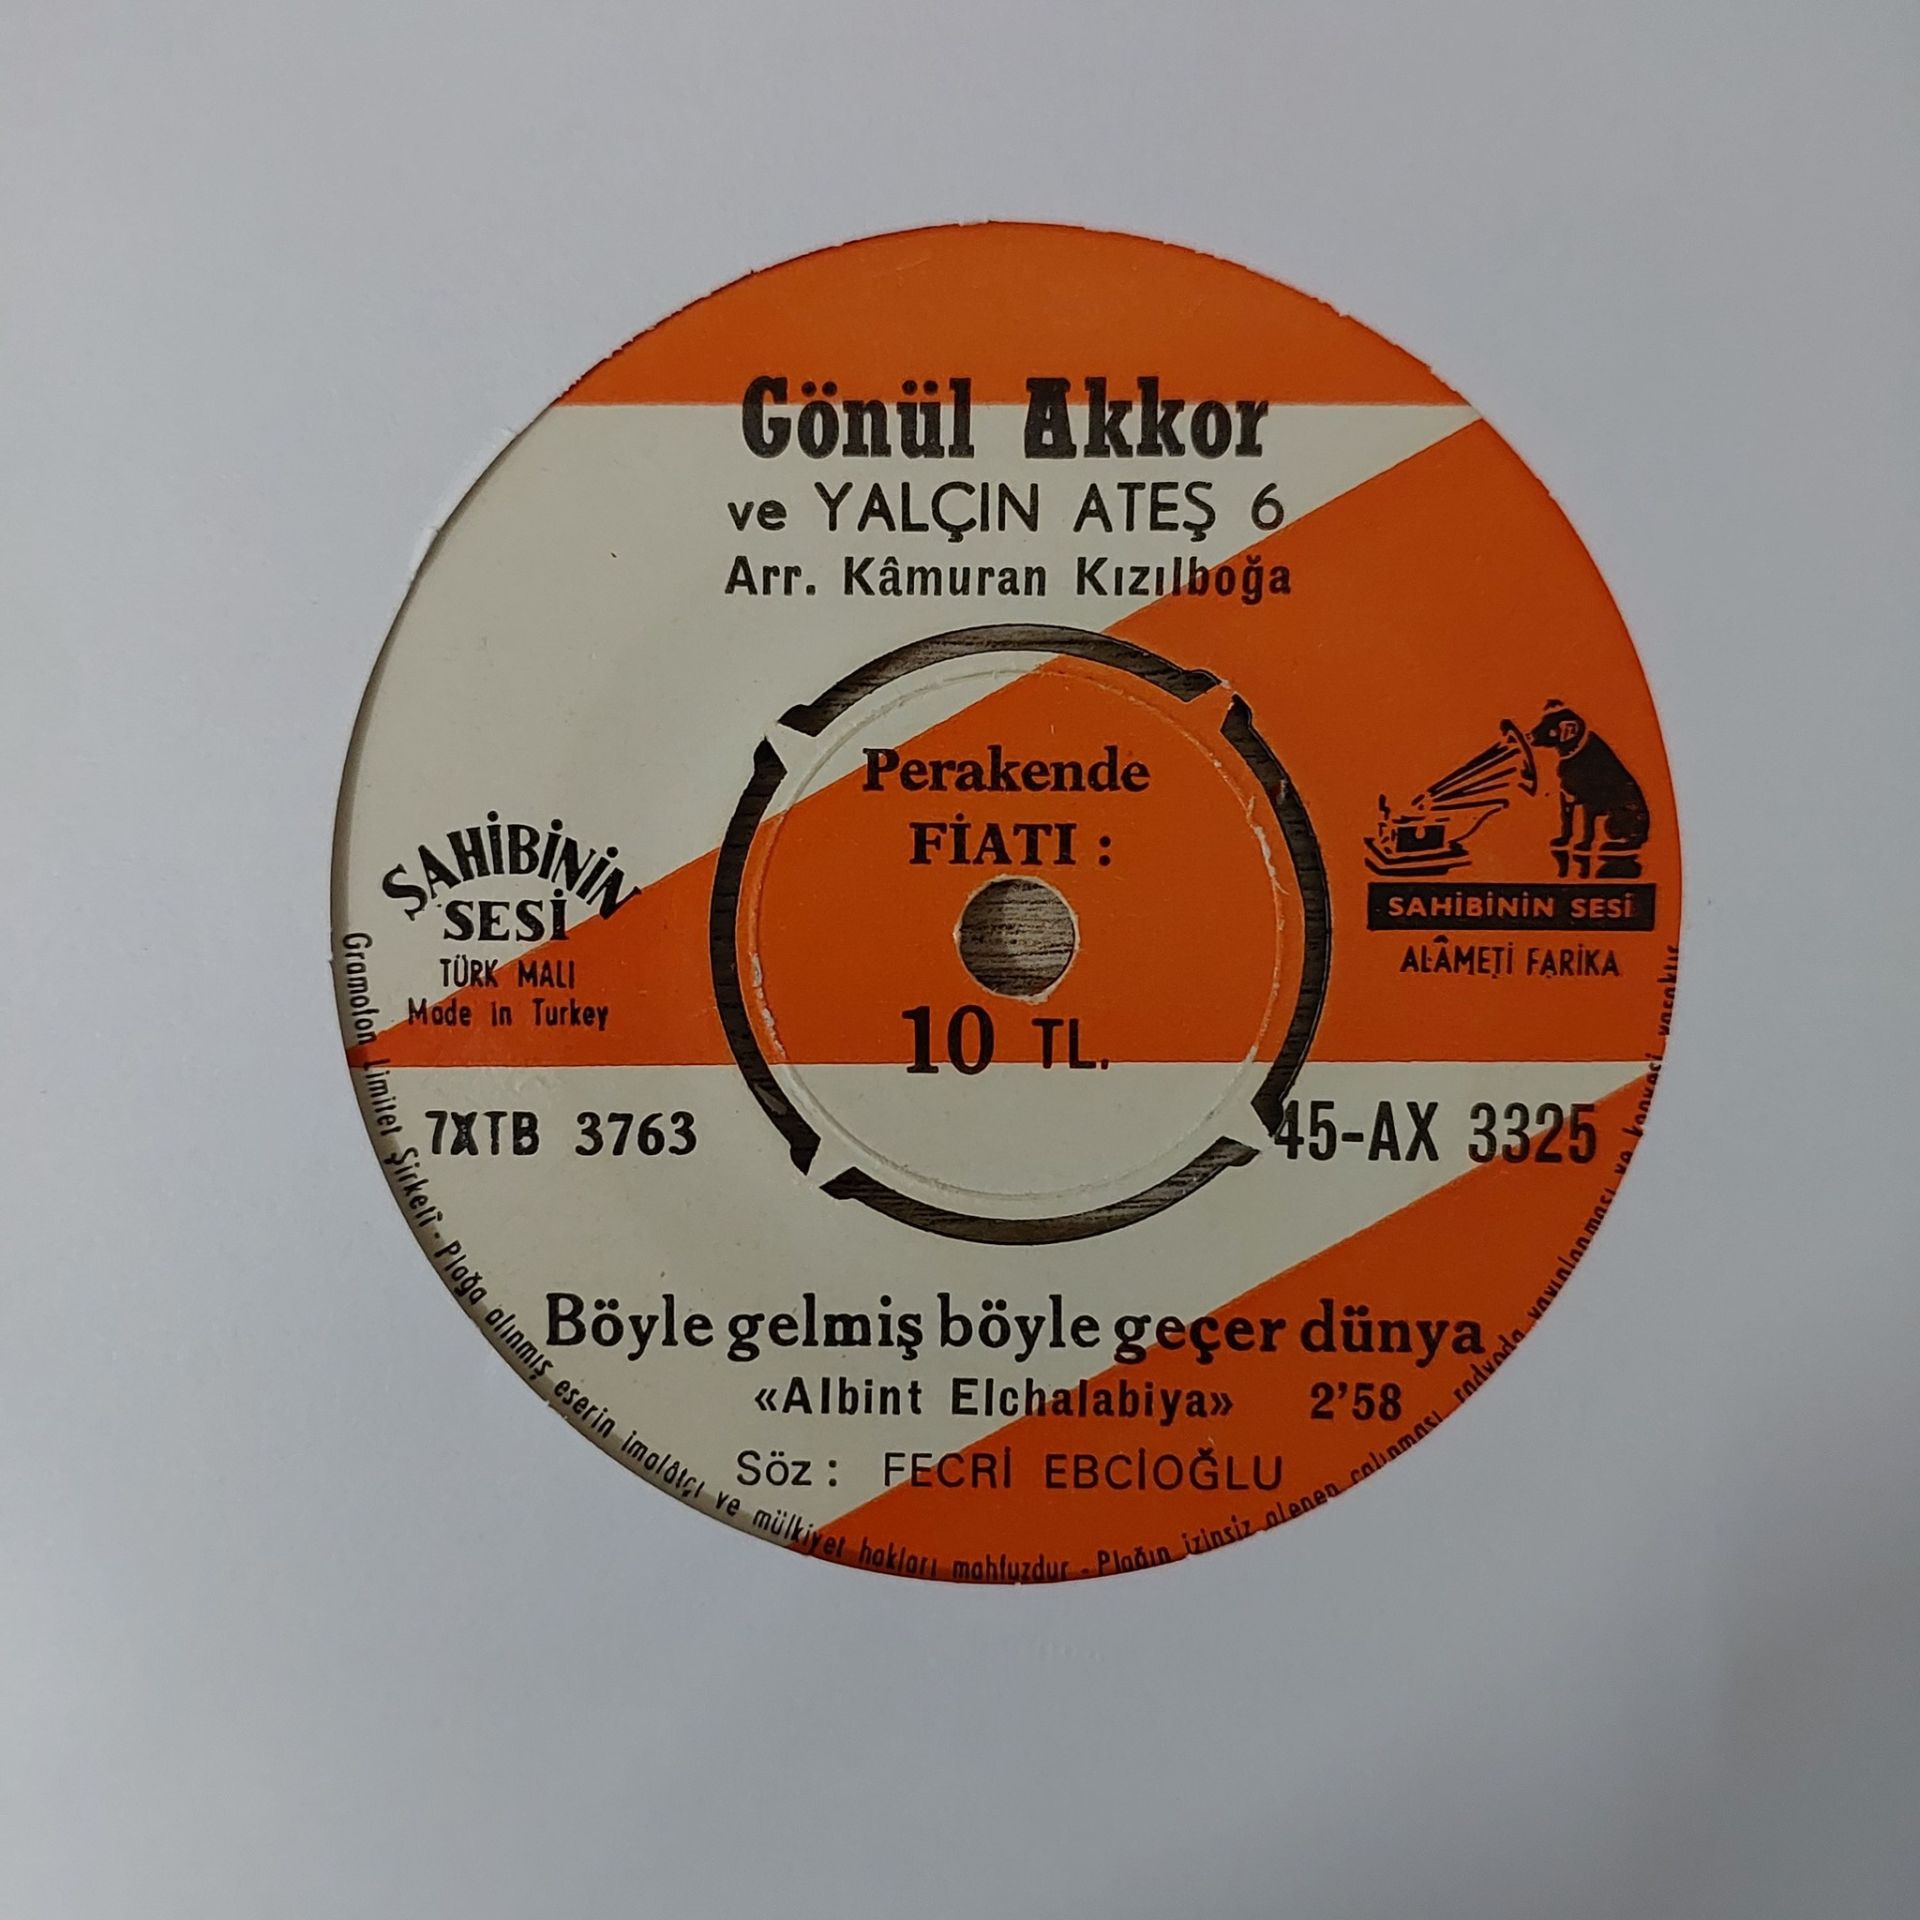 Gönül Akkor
ve YALÇIN ATEŞ 6
Arr. Kâmuran Kızılboğa
Perakende
FİATI :
10 TL.
SAHİBİNİN
SESİ
TÜRK MALI
Made in Turkey
SAHİBİNİN SESİ
ALÂMETİ FARİKA
7XTB 3763
45-AX 3325
Böyle gelmiş böyle geçer dünya
«Albint Elchalabiya» 2'58
Söz : FECRİ EBCİOĞLU
Gramofon Limitet Şirketi - Plağa alınmış eserin imalâtçı ve mülkiyet hakları mahfuzdur - Plağın izinsiz alenen çalınması, radyoda yayınlanması ve kopyesi yasaktır